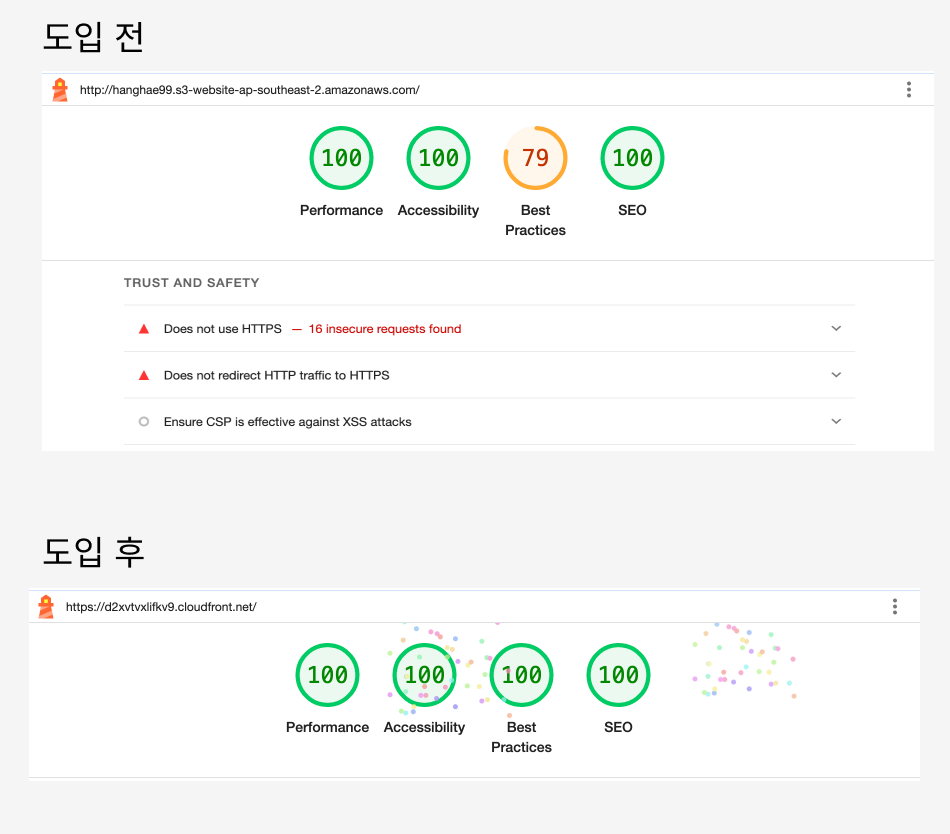 도입 전
http://hanghae99.s3-website-ap-southeast-2.amazonaws.com/
100 100 79 100
Performance Accessibility Best Practices SEO
TRUST AND SAFETY
Does not use HTTPS — 16 insecure requests found
Does not redirect HTTP traffic to HTTPS
Ensure CSP is effective against XSS attacks
도입 후
https://d2xvtvxlifkv9.cloudfront.net/
100 100 100 100
Performance Accessibility Best Practices SEO